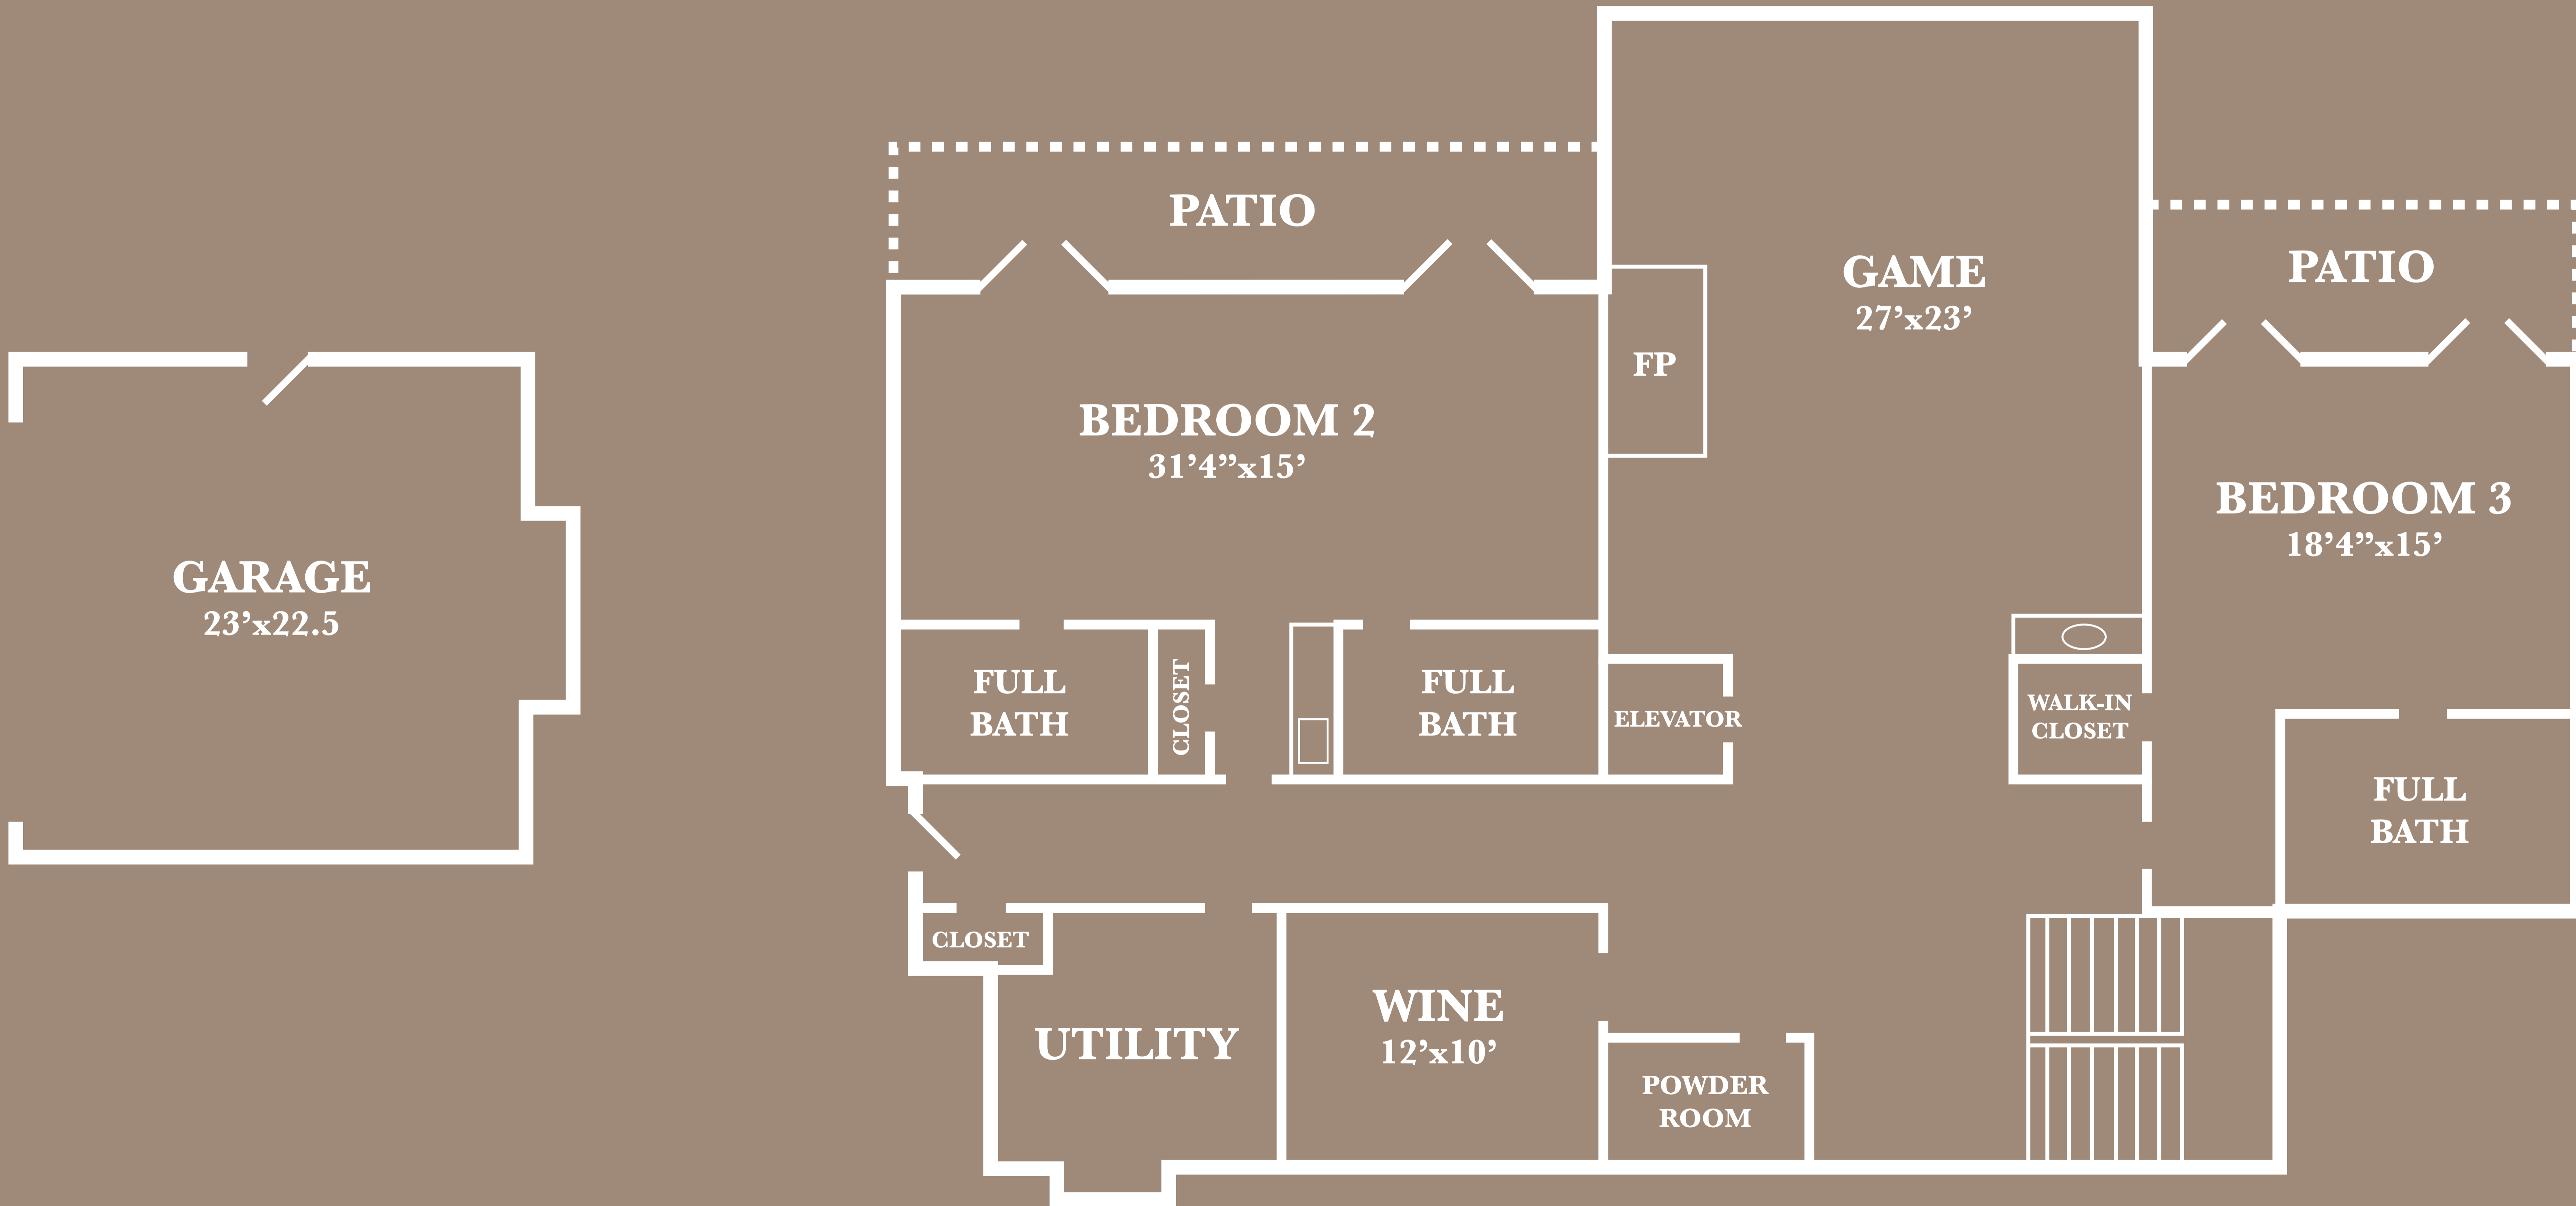 PATIO
GAME
27’x23’
PATIO
FP
BEDROOM 2
31’4”x15’
BEDROOM 3
18’4”x15’
GARAGE
23’x22.5
FULL
BATH
CLOSET
FULL
BATH
ELEVATOR
WALK-IN
CLOSET
FULL
BATH
CLOSET
UTILITY
WINE
12’x10’
POWDER
ROOM